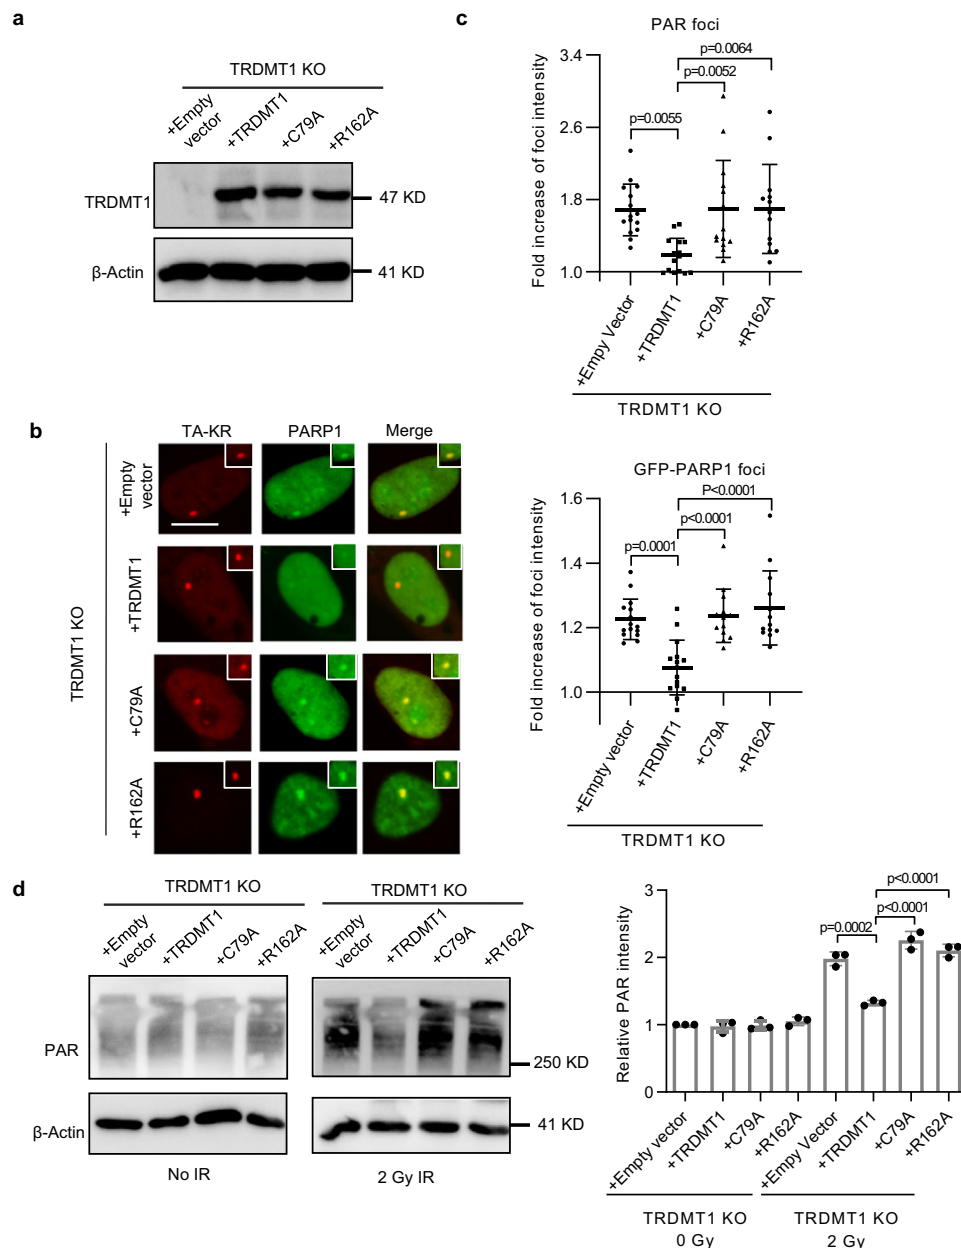 a
TRDMT1 KO
+Empty vector
+TRDMT1
+C79A
+R162A
TRDMT1
47 KD
β-Actin
41 KD
b
TA-KR
PARP1
Merge
TRDMT1 KO
+Empty vector
+TRDMT1
+C79A
+R162A
c
PAR foci
Fold increase of foci intensity
3.4
2.6
1.8
1.0
p=0.0064
p=0.0052
p=0.0055
+Empy Vector
+TRDMT1
+C79A
+R162A
TRDMT1 KO
GFP-PARP1 foci
Fold increase of foci intensity
1.6
1.4
1.2
1.0
P<0.0001
p<0.0001
p=0.0001
+Empty vector
+TRDMT1
+C79A
+R162A
TRDMT1 KO
d
TRDMT1 KO
+Empty vector
+TRDMT1
+C79A
+R162A
TRDMT1 KO
+Empty vector
+TRDMT1
+C79A
+R162A
PAR
250 KD
β-Actin
41 KD
No IR
2 Gy IR
Relative PAR intensity
3
2
1
0
p<0.0001
p<0.0001
p=0.0002
+Empty vector
+TRDMT1
+C79A
+R162A
+Empty Vector
+TRDMT1
+C79A
+R162A
TRDMT1 KO
0 Gy
TRDMT1 KO
2 Gy